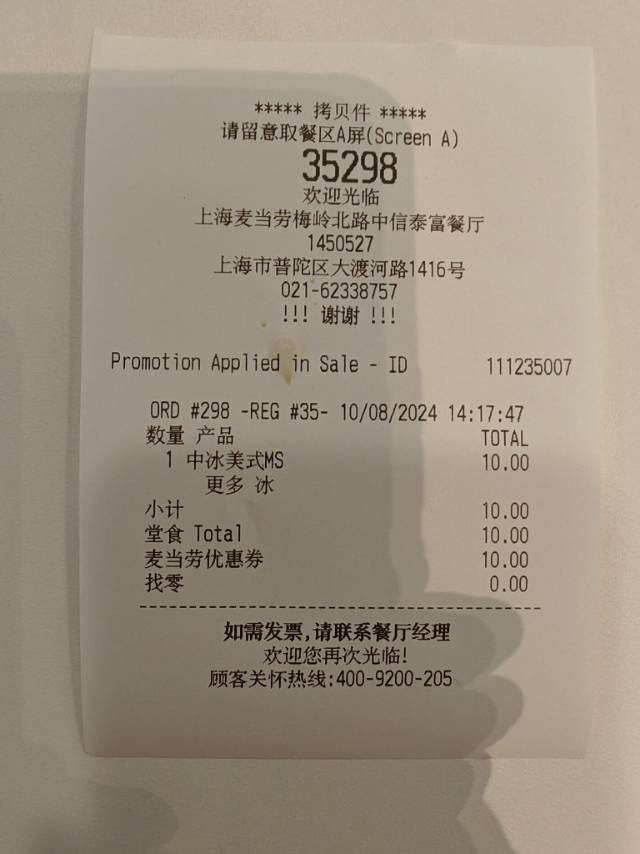 ***** 拷贝件 *****
请留意取餐区A屏(Screen A)
35298
欢迎光临
上海麦当劳梅岭北路中信泰富餐厅
1450527
上海市普陀区大渡河路1416号
021-62338757
!!! 谢谢 !!!
Promotion Applied in Sale - ID 111235007
ORD #298 -REG #35- 10/08/2024 14:17:47
数量 产品 TOTAL
1 中冰美式MS 10.00
更多 冰
小计 10.00
堂食 Total 10.00
麦当劳优惠券 10.00
找零 0.00
如需发票,请联系餐厅经理
欢迎您再次光临!
顾客关怀热线:400-9200-205